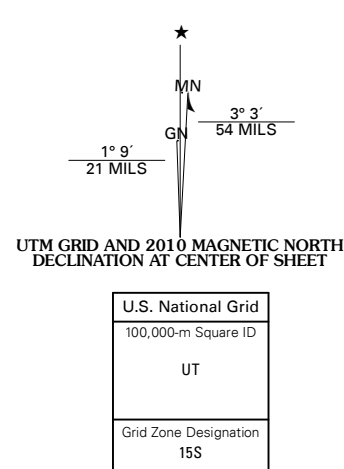 ★
MN
GN
3° 3´
54 MILS
1° 9´
21 MILS
UTM GRID AND 2010 MAGNETIC NORTH
DECLINATION AT CENTER OF SHEET
U.S. National Grid
100,000-m Square ID
UT
Grid Zone Designation
15S